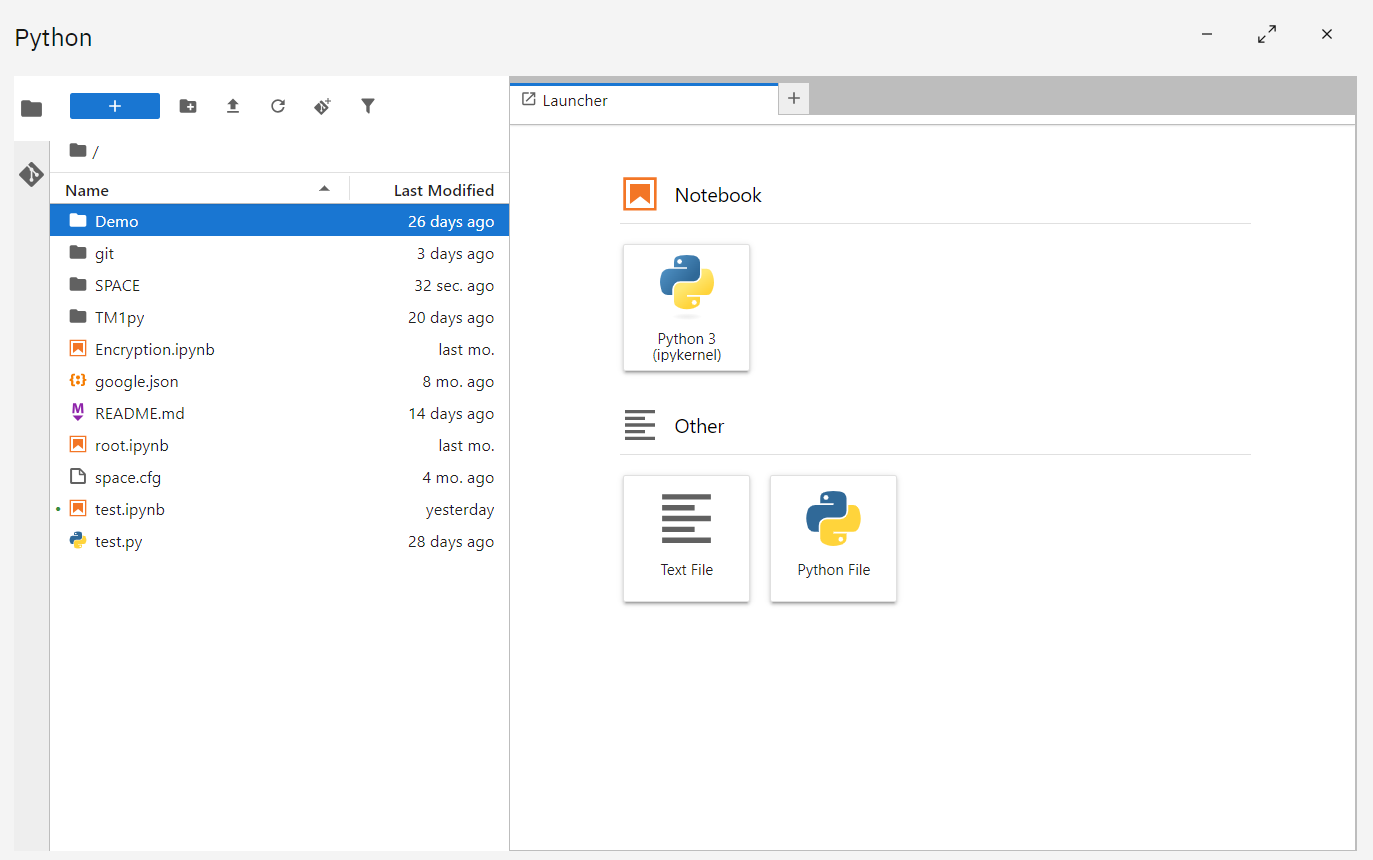 Python
Launcher
/
Name Last Modified
Demo 26 days ago
git 3 days ago
SPACE 32 sec. ago
TM1py 20 days ago
Encryption.ipynb last mo.
google.json 8 mo. ago
README.md 14 days ago
root.ipynb last mo.
space.cfg 4 mo. ago
test.ipynb yesterday
test.py 28 days ago
Notebook
Python 3
(ipykernel)
Other
Text File
Python File